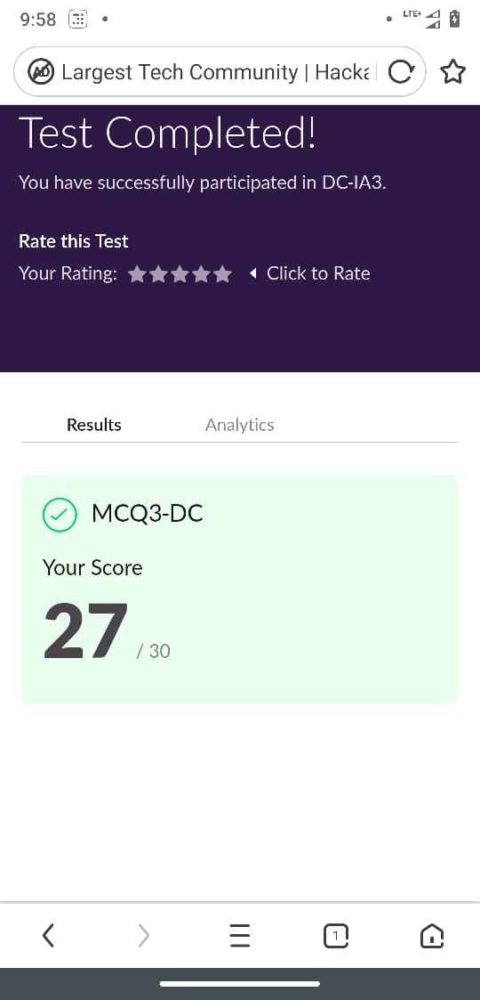 9:58
LTE+
AD
Largest Tech Community | Hacka
Test Completed!
You have successfully participated in DC-IA3.
Rate this Test
Your Rating:
Click to Rate
Results
Analytics
MCQ3-DC
Your Score
27 / 30
1